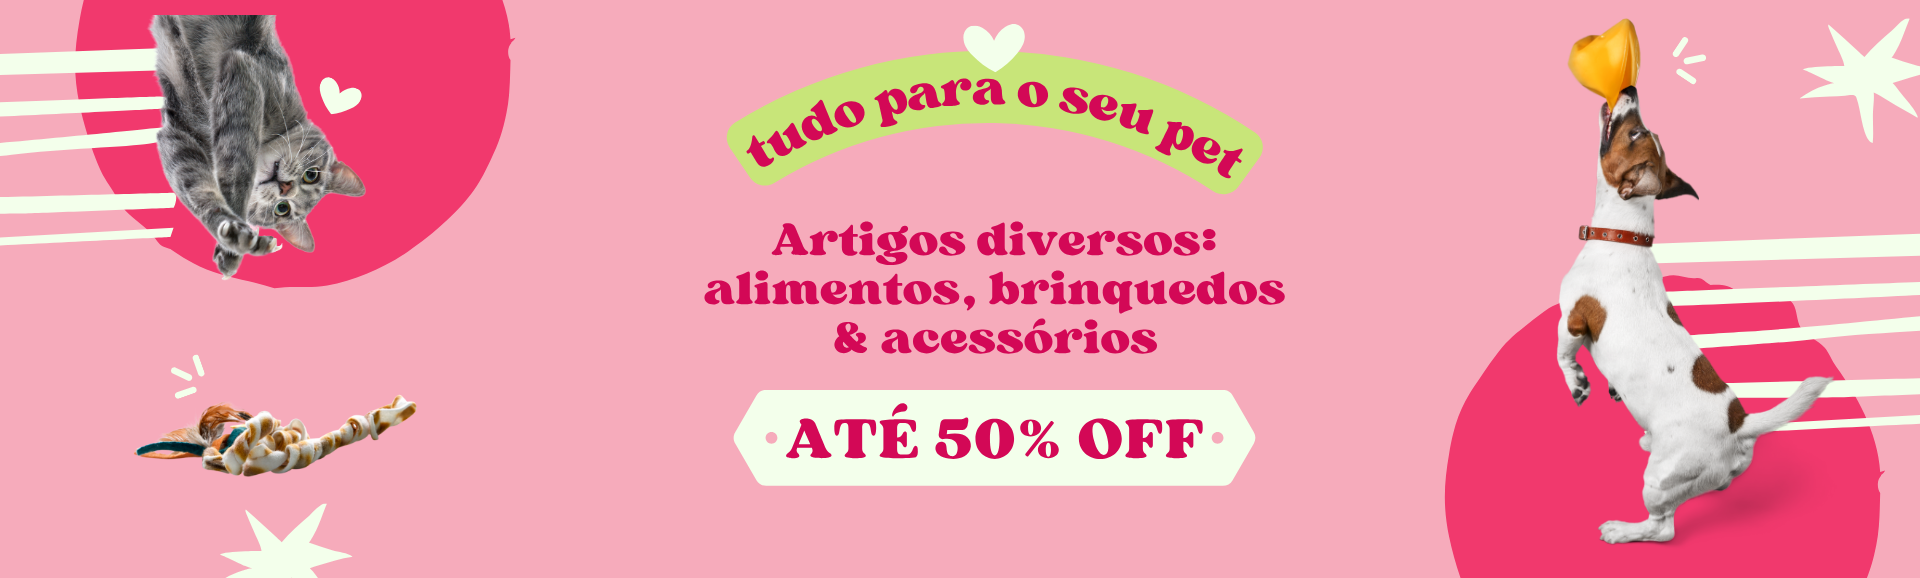 tudo para o seu pet
Artigos diversos:
alimentos, brinquedos
& acessórios
ATÉ 50% OFF